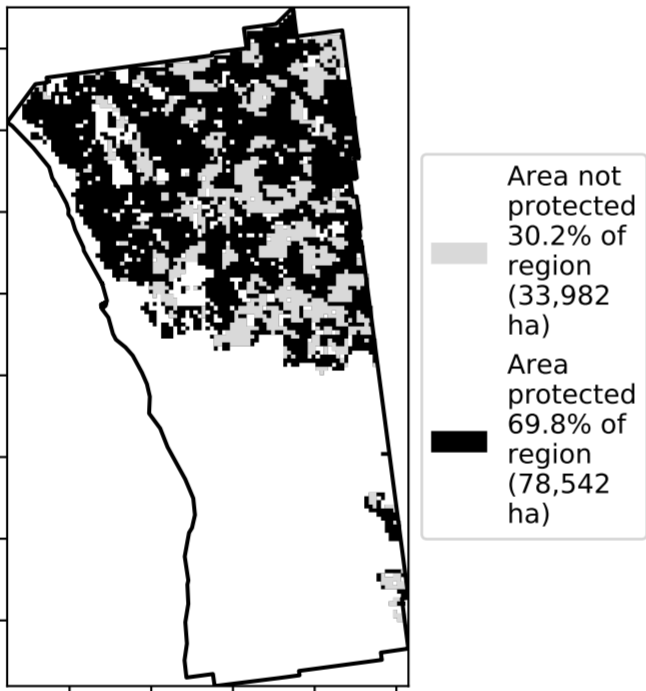 Area not
protected
30.2% of
region
(33,982
ha)
Area
protected
69.8% of
region
(78,542
ha)